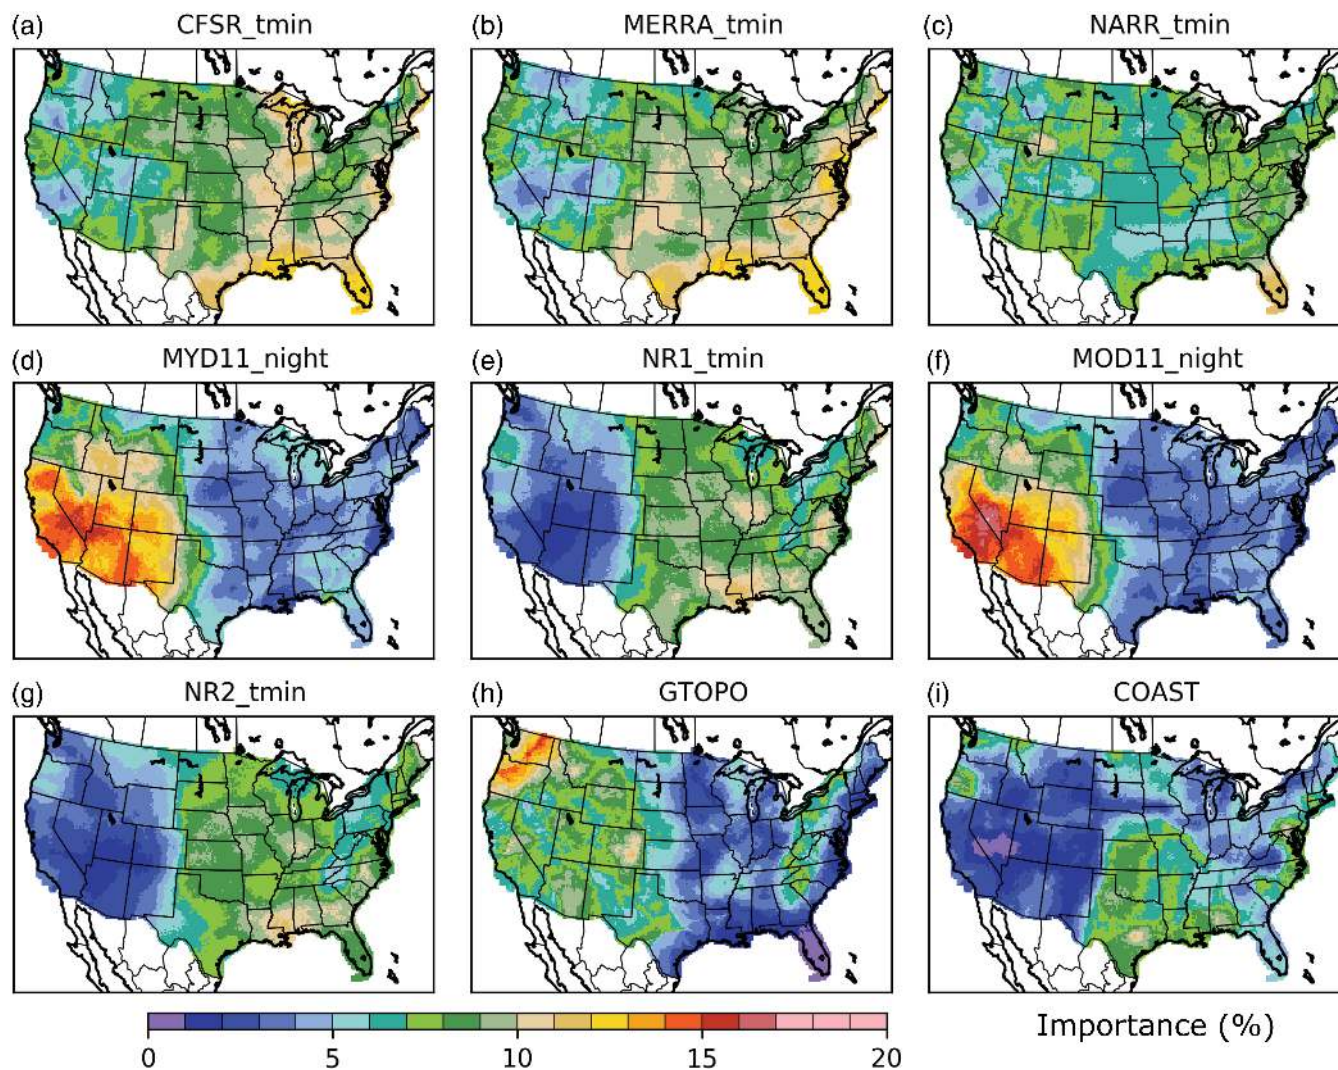 (a) CFSR_tmin
(b) MERRA_tmin
(c) NARR_tmin
(d) MYD11_night
(e) NR1_tmin
(f) MOD11_night
(g) NR2_tmin
(h) GTOPO
(i) COAST
0 5 10 15 20
Importance (%)